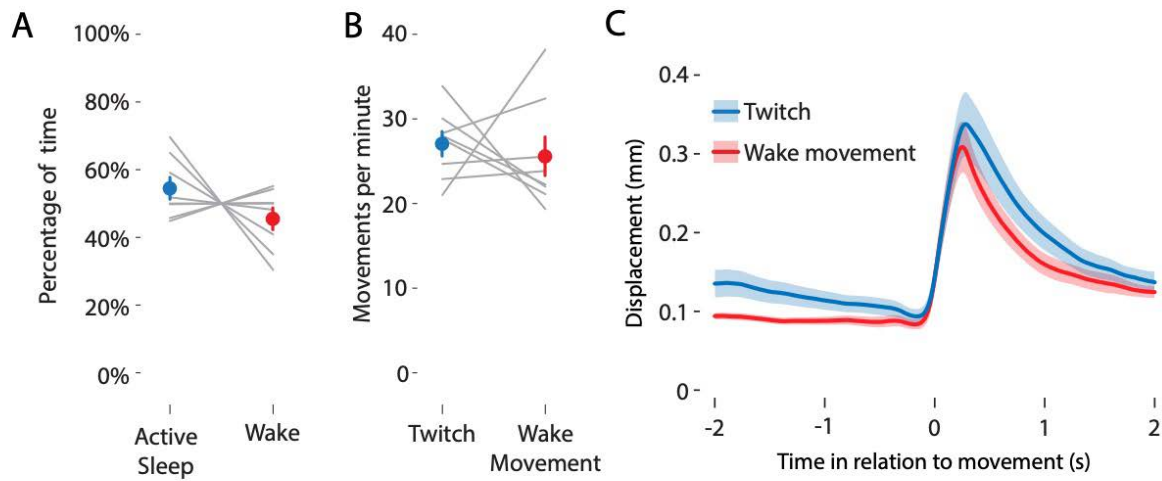 A
Percentage of time
100%
80%
60%
40%
20%
0%
Active
Sleep
Wake
B
Movements per minute
40
30
20
10
0
Twitch
Wake
Movement
C
Displacement (mm)
0.4
0.3
0.2
0.1
0
Twitch
Wake movement
-2
-1
0
1
2
Time in relation to movement (s)